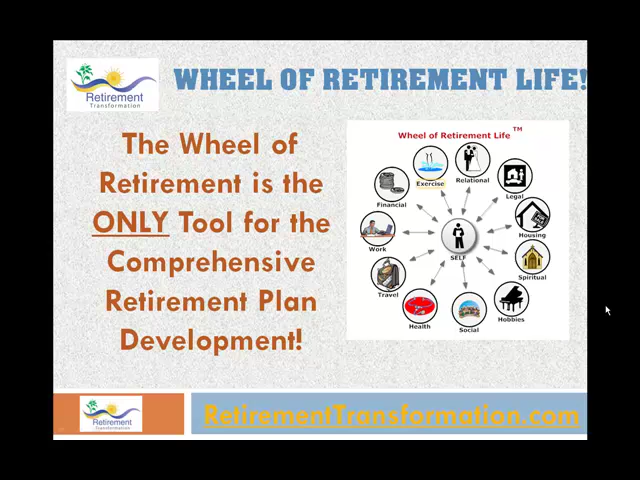 Retirement
Transformation
WHEEL OF RETIREMENT LIFE!
The Wheel of
Retirement is the
ONLY Tool for the
Comprehensive
Retirement Plan
Development!
Wheel of Retirement Life TM
Exercise
Relational
Legal
Housing
Spiritual
Hobbies
Social
Health
Travel
Work
Financial
SELF
Retirement
Transformation
RetirementTransformation.com